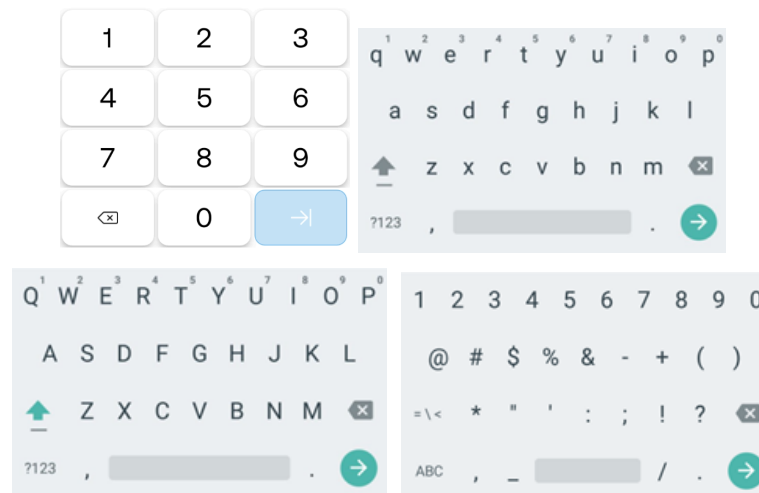 1 2 3
4 5 6
7 8 9
0
1 2 3 4 5 6 7 8 9 0
q w e r t y u i o p
a s d f g h j k l
z x c v b n m
?123 , .
1 2 3 4 5 6 7 8 9 0
Q W E R T Y U I O P
A S D F G H J K L
Z X C V B N M
?123 , .
1 2 3 4 5 6 7 8 9 0
@ # $ % & - + ( )
= \ < * " ' : ; ! ?
ABC , _ / .